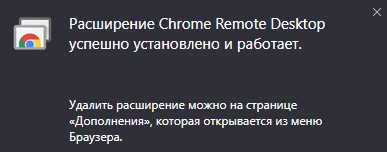 Расширение Chrome Remote Desktop
успешно установлено и работает.
Удалить расширение можно на странице
«Дополнения», которая открывается из меню
Браузера.